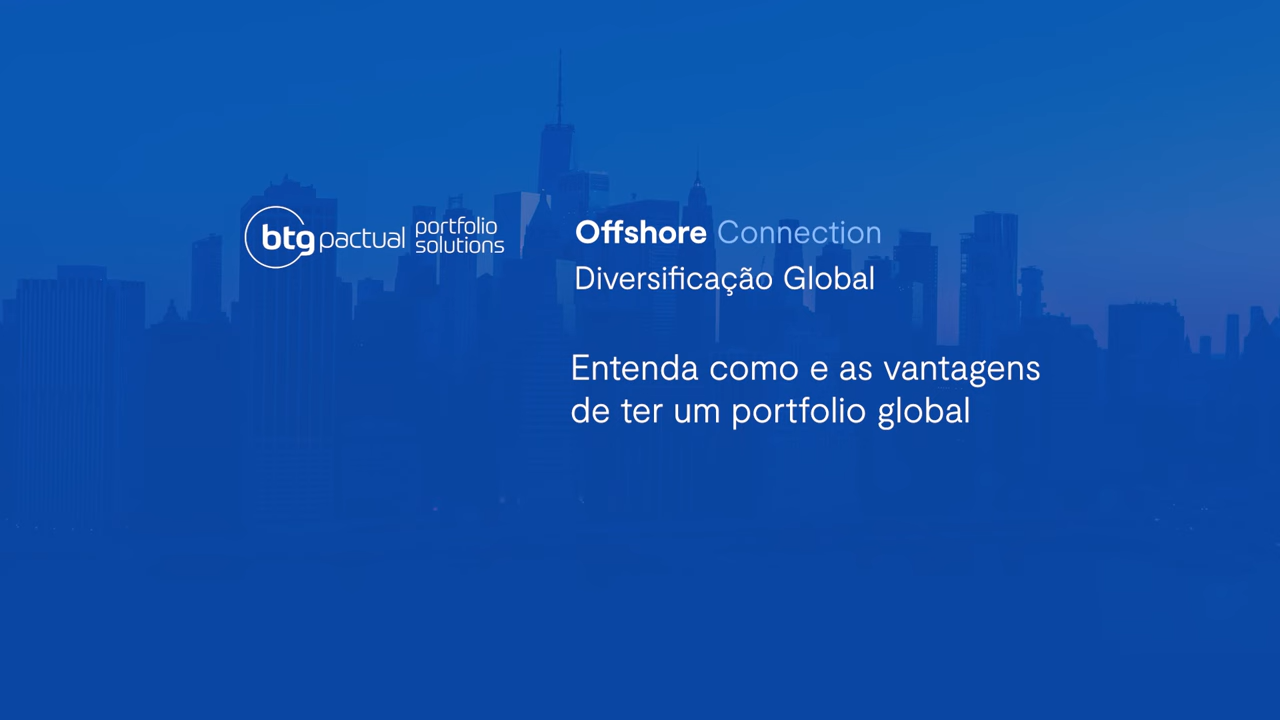 btg pactual portfolio solutions
Offshore Connection
Diversificação Global
Entenda como e as vantagens
de ter um portfolio global